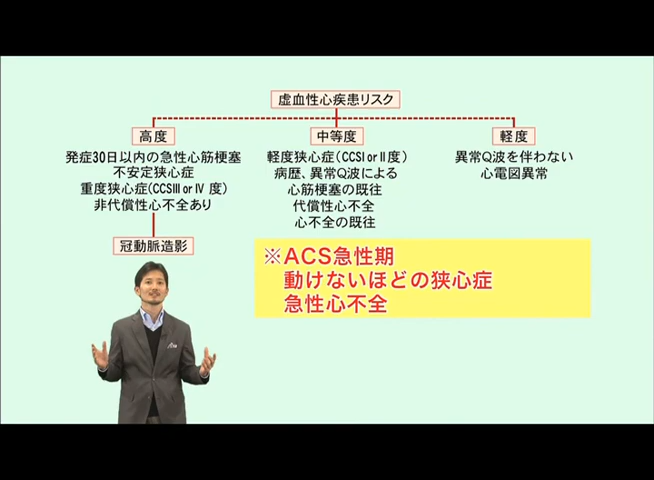 虚血性心疾患リスク
高度
発症30日以内の急性心筋梗塞
不安定狭心症
重度狭心症(CCSⅢ or Ⅳ 度)
非代償性心不全あり
冠動脈造影
中等度
軽度狭心症(CCSⅠ or Ⅱ度)
病歴、異常Q波による
心筋梗塞の既往
代償性心不全
心不全の既往
軽度
異常Q波を伴わない
心電図異常
※ACS急性期
動けないほどの狭心症
急性心不全